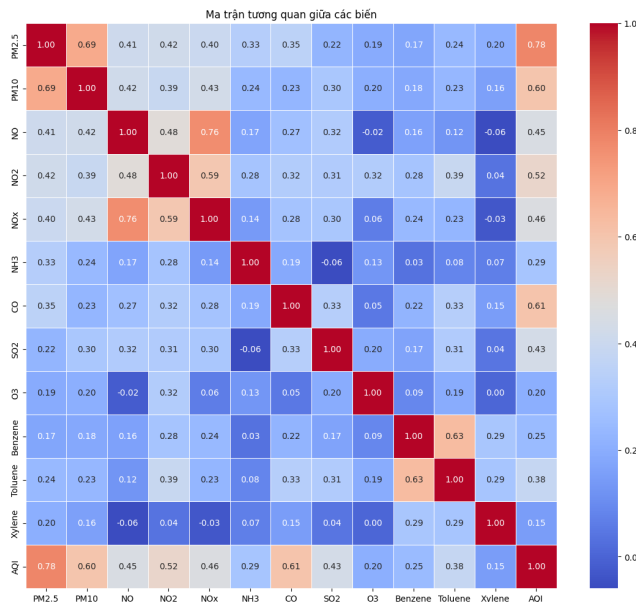 Ma trận tương quan giữa các biến
PM2.5 1.00 0.69 0.41 0.42 0.40 0.33 0.35 0.22 0.19 0.17 0.24 0.20 0.78
PM10 0.69 1.00 0.42 0.39 0.43 0.24 0.23 0.30 0.20 0.18 0.23 0.16 0.60
NO 0.41 0.42 1.00 0.48 0.76 0.17 0.27 0.32 -0.02 0.16 0.12 -0.06 0.45
NO2 0.42 0.39 0.48 1.00 0.59 0.28 0.32 0.31 0.32 0.28 0.39 0.04 0.52
NOx 0.40 0.43 0.76 0.59 1.00 0.14 0.28 0.30 0.06 0.24 0.23 -0.03 0.46
NH3 0.33 0.24 0.17 0.28 0.14 1.00 0.19 -0.06 0.13 0.03 0.08 0.07 0.29
CO 0.35 0.23 0.27 0.32 0.28 0.19 1.00 0.33 0.05 0.22 0.33 0.15 0.61
SO2 0.22 0.30 0.32 0.31 0.30 -0.06 0.33 1.00 0.20 0.17 0.31 0.04 0.43
O3 0.19 0.20 -0.02 0.32 0.06 0.13 0.05 0.20 1.00 0.09 0.19 0.00 0.20
Benzene 0.17 0.18 0.16 0.28 0.24 0.03 0.22 0.17 0.09 1.00 0.63 0.29 0.25
Toluene 0.24 0.23 0.12 0.39 0.23 0.08 0.33 0.31 0.19 0.63 1.00 0.29 0.38
Xylene 0.20 0.16 -0.06 0.04 -0.03 0.07 0.15 0.04 0.00 0.29 0.29 1.00 0.15
AQI 0.78 0.60 0.45 0.52 0.46 0.29 0.61 0.43 0.20 0.25 0.38 0.15 1.00
PM2.5 PM10 NO NO2 NOx NH3 CO SO2 O3 Benzene Toluene Xylene AQI
1.0
0.8
0.6
0.4
0.2
0.0